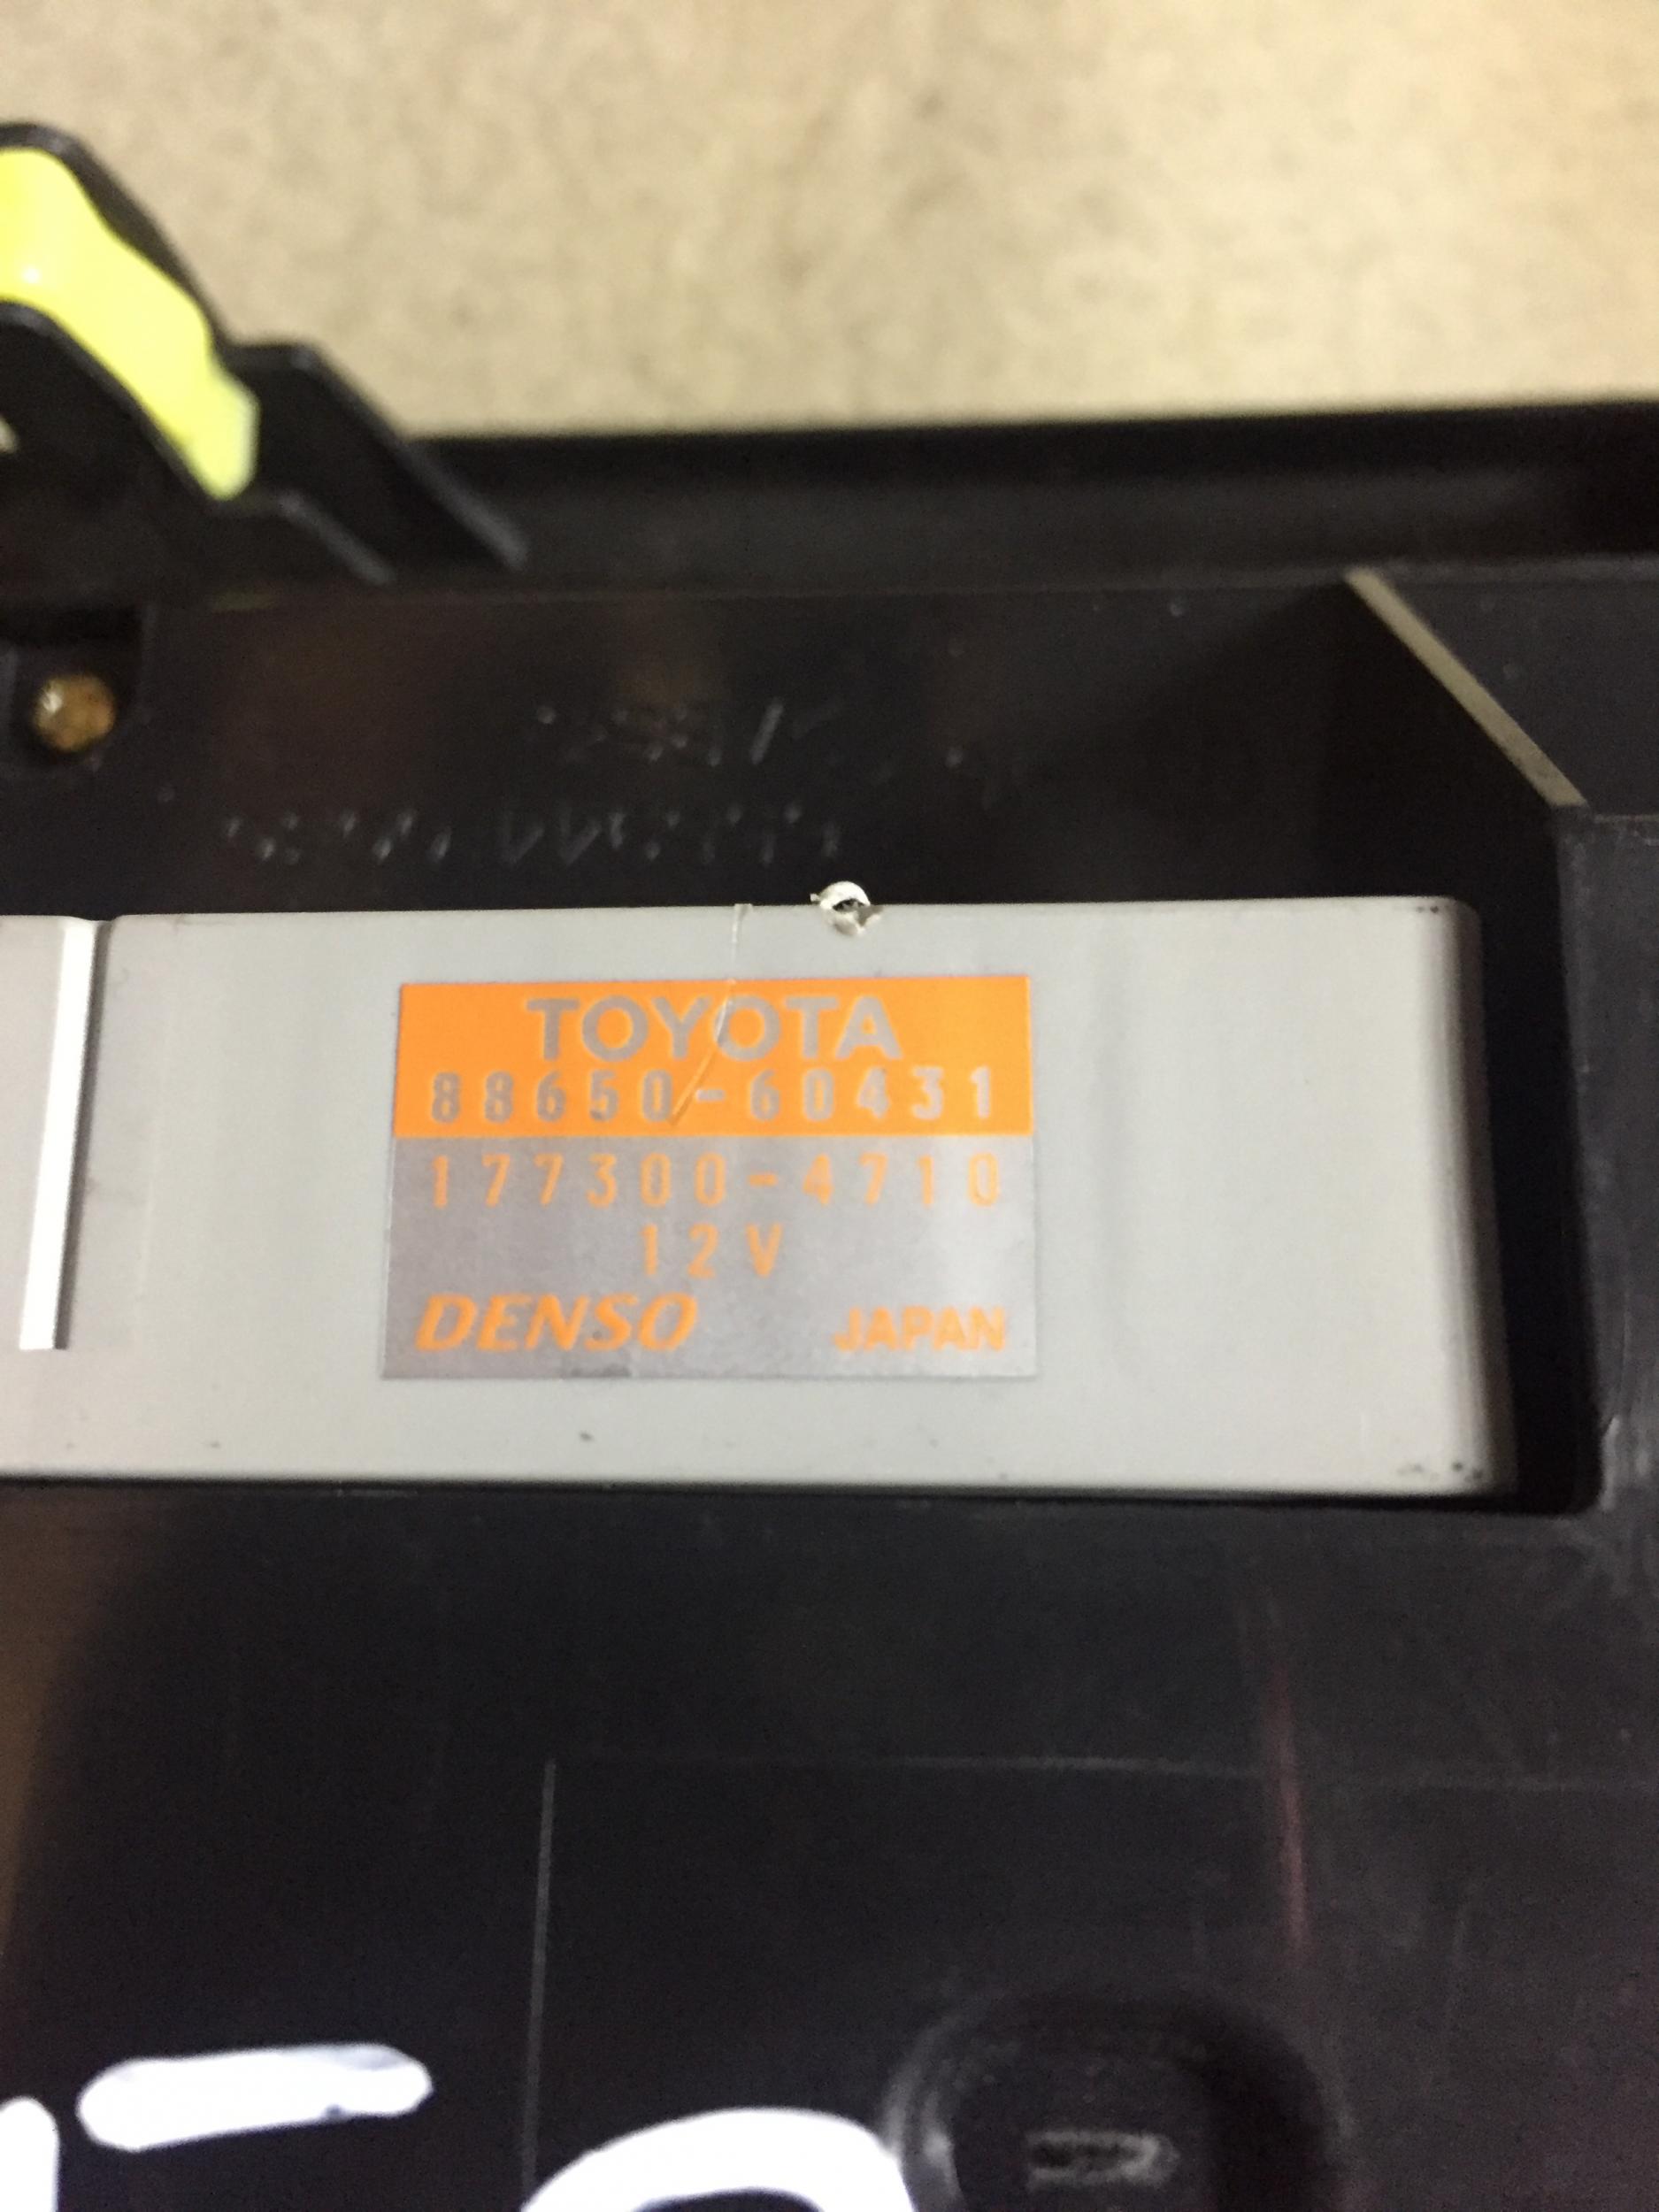 TOYOTA
88650-60431
177300-4710
12V
DENSO JAPAN